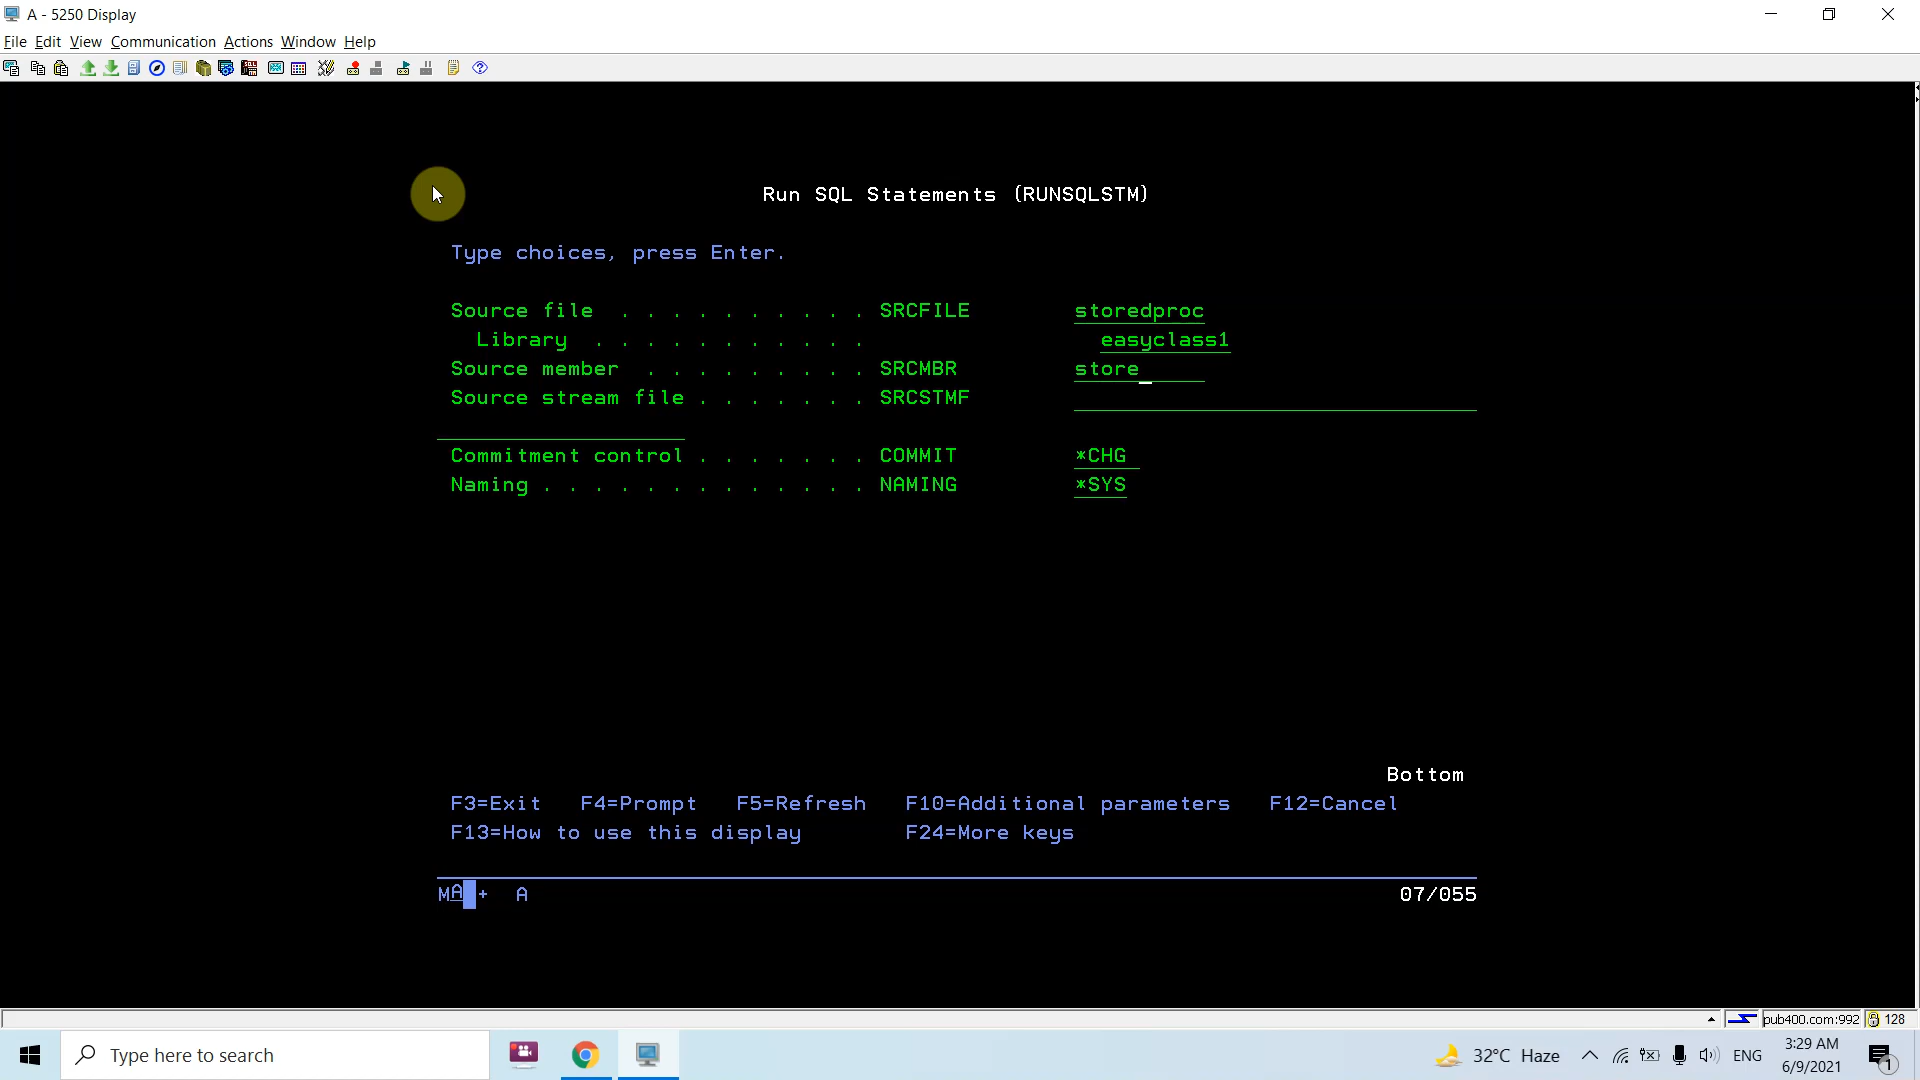 A - 5250 Display
File Edit View Communication Actions Window Help
Run SQL Statements (RUNSQLSTM)
Type choices, press Enter.
Source file . . . . . . . . . . SRCFILE storedproc
Library . . . . . . . . . . . easyclass1
Source member . . . . . . . . . SRCMBR store_
Source stream file . . . . . . . SRCSTMF
Commitment control . . . . . . . COMMIT *CHG
Naming . . . . . . . . . . . . . NAMING *SYS
Bottom
F3=Exit F4=Prompt F5=Refresh F10=Additional parameters F12=Cancel
F13=How to use this display F24=More keys
MA + A 07/055
pub400.com:992 128
Type here to search 32°C Haze ENG 3:29 AM
6/9/2021 1